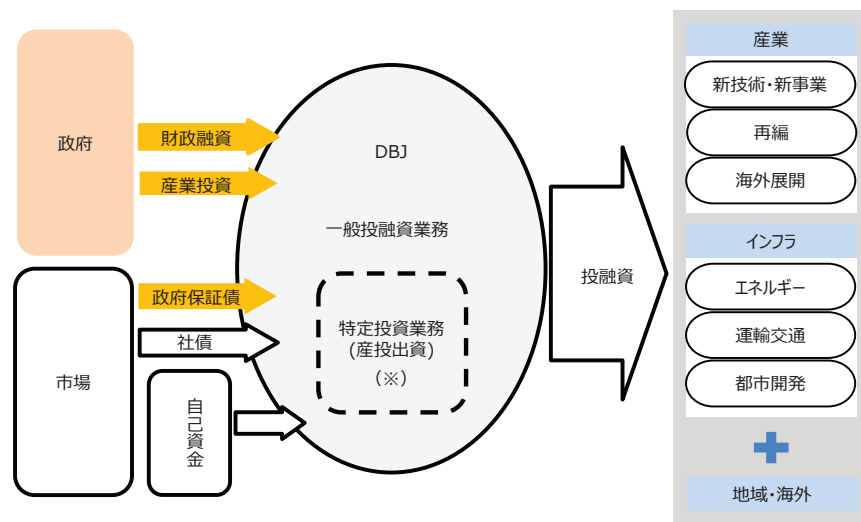 政府
財政融資
産業投資
市場
政府保証債
社債
自己資金
DBJ
一般投融資業務
特定投資業務
(産投出資)
(※)
投融資
産業
新技術・新事業
再編
海外展開
インフラ
エネルギー
運輸交通
都市開発
地域・海外